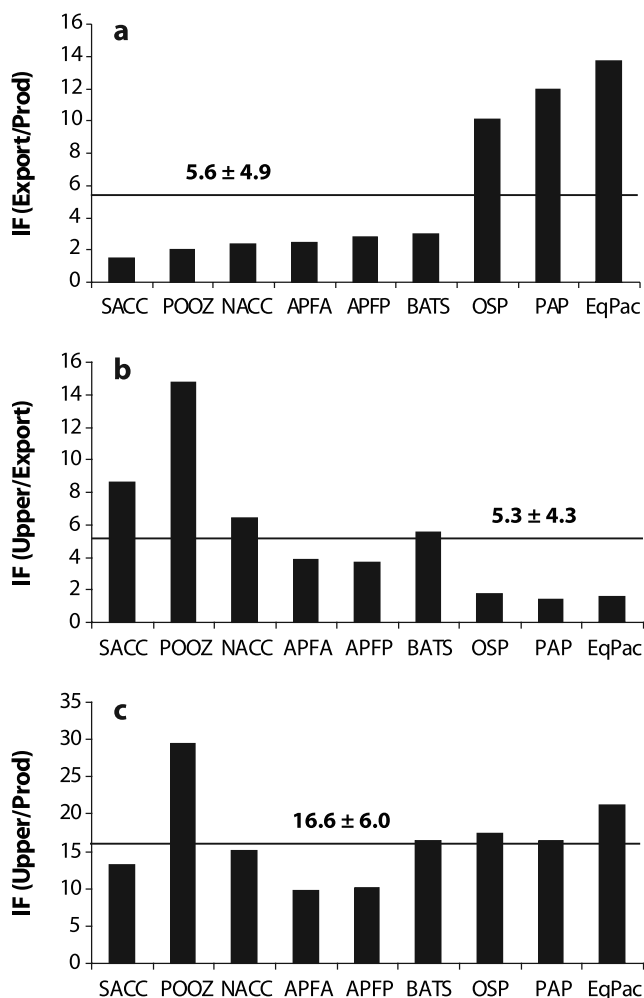 a
IF (Export/Prod)
16
14
12
10
8
6
4
2
0
5.6 ± 4.9
SACC POOZ NACC APFA APFP BATS OSP PAP EqPac
b
IF (Upper/Export)
16
14
12
10
8
6
4
2
0
5.3 ± 4.3
SACC POOZ NACC APFA APFP BATS OSP PAP EqPac
c
IF (Upper/Prod)
35
30
25
20
15
10
5
0
16.6 ± 6.0
SACC POOZ NACC APFA APFP BATS OSP PAP EqPac